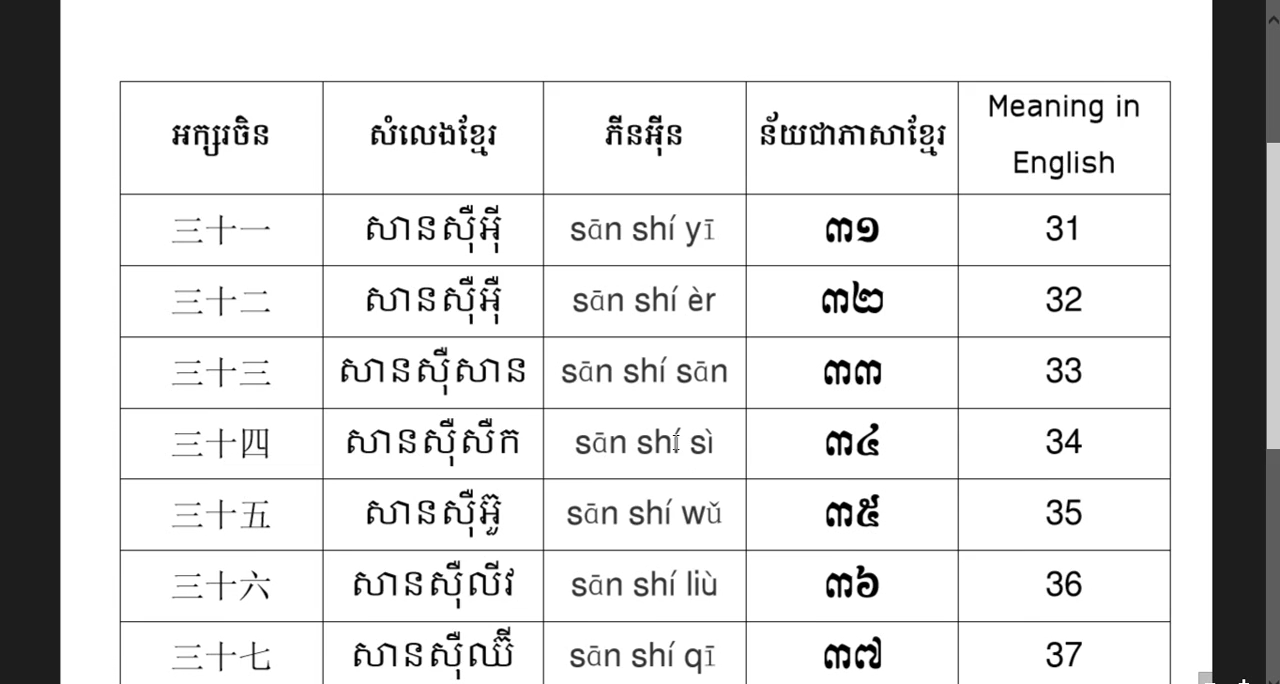 អក្សរចិន សំលេងខ្មែរ ភីនអ៊ីន ន័យជាភាសាខ្មែរ Meaning in English
三十一 សានស៊ឺអ៊ី sān shí yī ៣១ 31
三十二 សានស៊ឺអ៊ឺ sān shí èr ៣២ 32
三十三 សានស៊ឺសាន sān shí sān ៣៣ 33
三十四 សានស៊ឺសឺក sān shí sì ៣៤ 34
三十五 សានស៊ឺអ៊ួ sān shí wǔ ៣៥ 35
三十六 សានស៊ឺលីវ sān shí liù ៣៦ 36
三十七 សានស៊ឺឈ៊ី sān shí qī ៣៧ 37